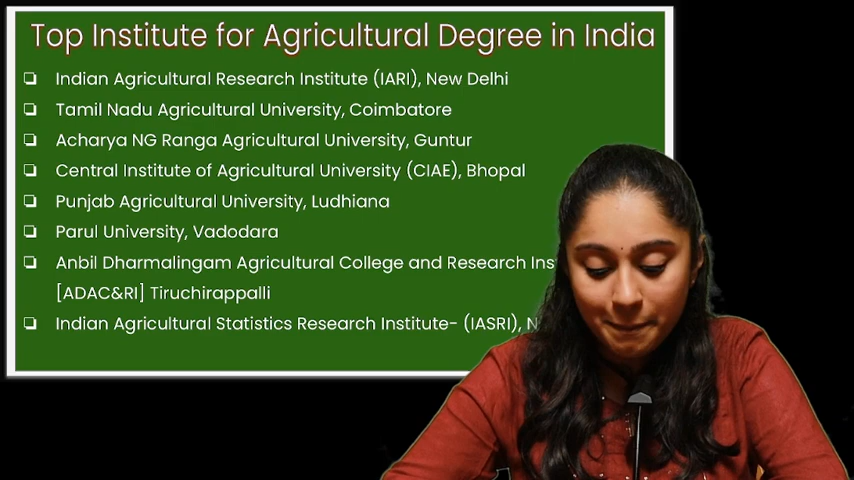 Top Institute for Agricultural Degree in India
❏ Indian Agricultural Research Institute (IARI), New Delhi
❏ Tamil Nadu Agricultural University, Coimbatore
❏ Acharya NG Ranga Agricultural University, Guntur
❏ Central Institute of Agricultural University (CIAE), Bhopal
❏ Punjab Agricultural University, Ludhiana
❏ Parul University, Vadodara
❏ Anbil Dharmalingam Agricultural College and Research
[ADAC&RI] Tiruchirappalli
❏ Indian Agricultural Statistics Research Institute- (IASRI),